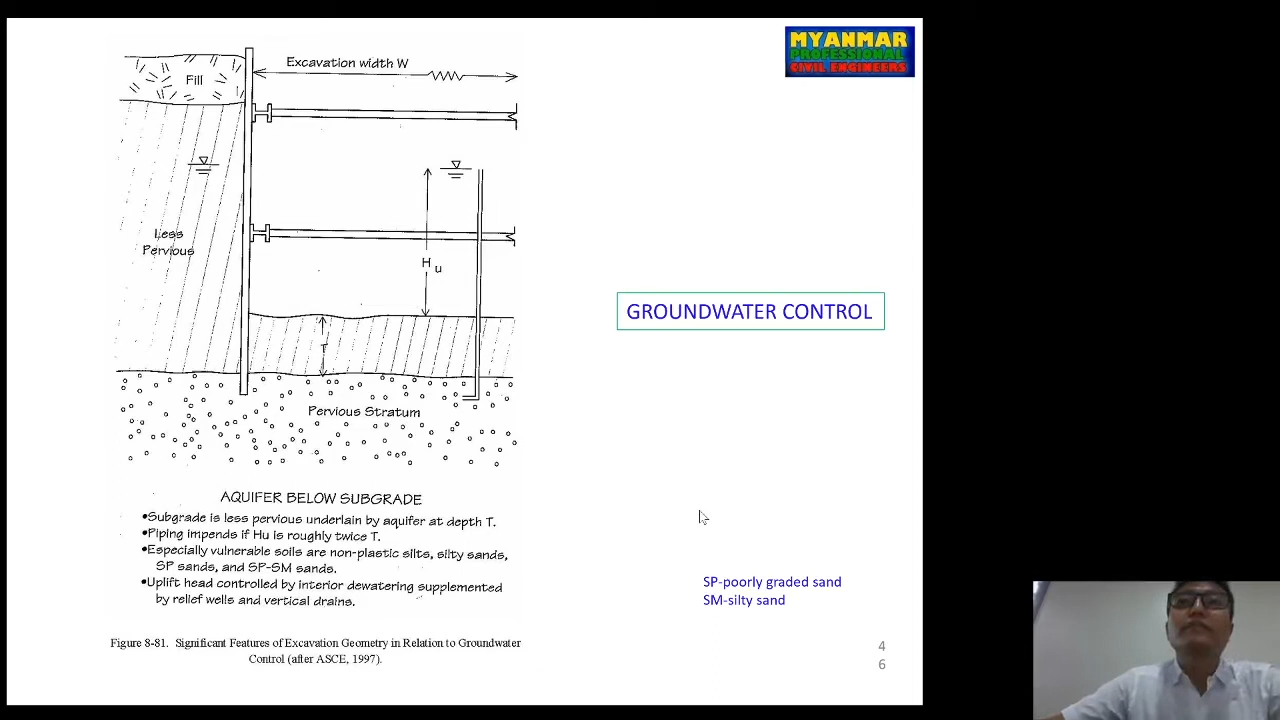 MYANMAR
PROFESSIONAL
CIVIL ENGINEERS
Excavation width W
Fill
Less
Pervious
H u
T
Pervious Stratum
GROUNDWATER CONTROL
AQUIFER BELOW SUBGRADE
•Subgrade is less pervious underlain by aquifer at depth T.
•Piping impends if Hu is roughly twice T.
•Especially vulnerable soils are non-plastic silts, silty sands,
SP sands, and SP-SM sands.
•Uplift head controlled by interior dewatering supplemented
by relief wells and vertical drains.
SP-poorly graded sand
SM-silty sand
Figure 8-81. Significant Features of Excavation Geometry in Relation to Groundwater
Control (after ASCE, 1997).
4
6